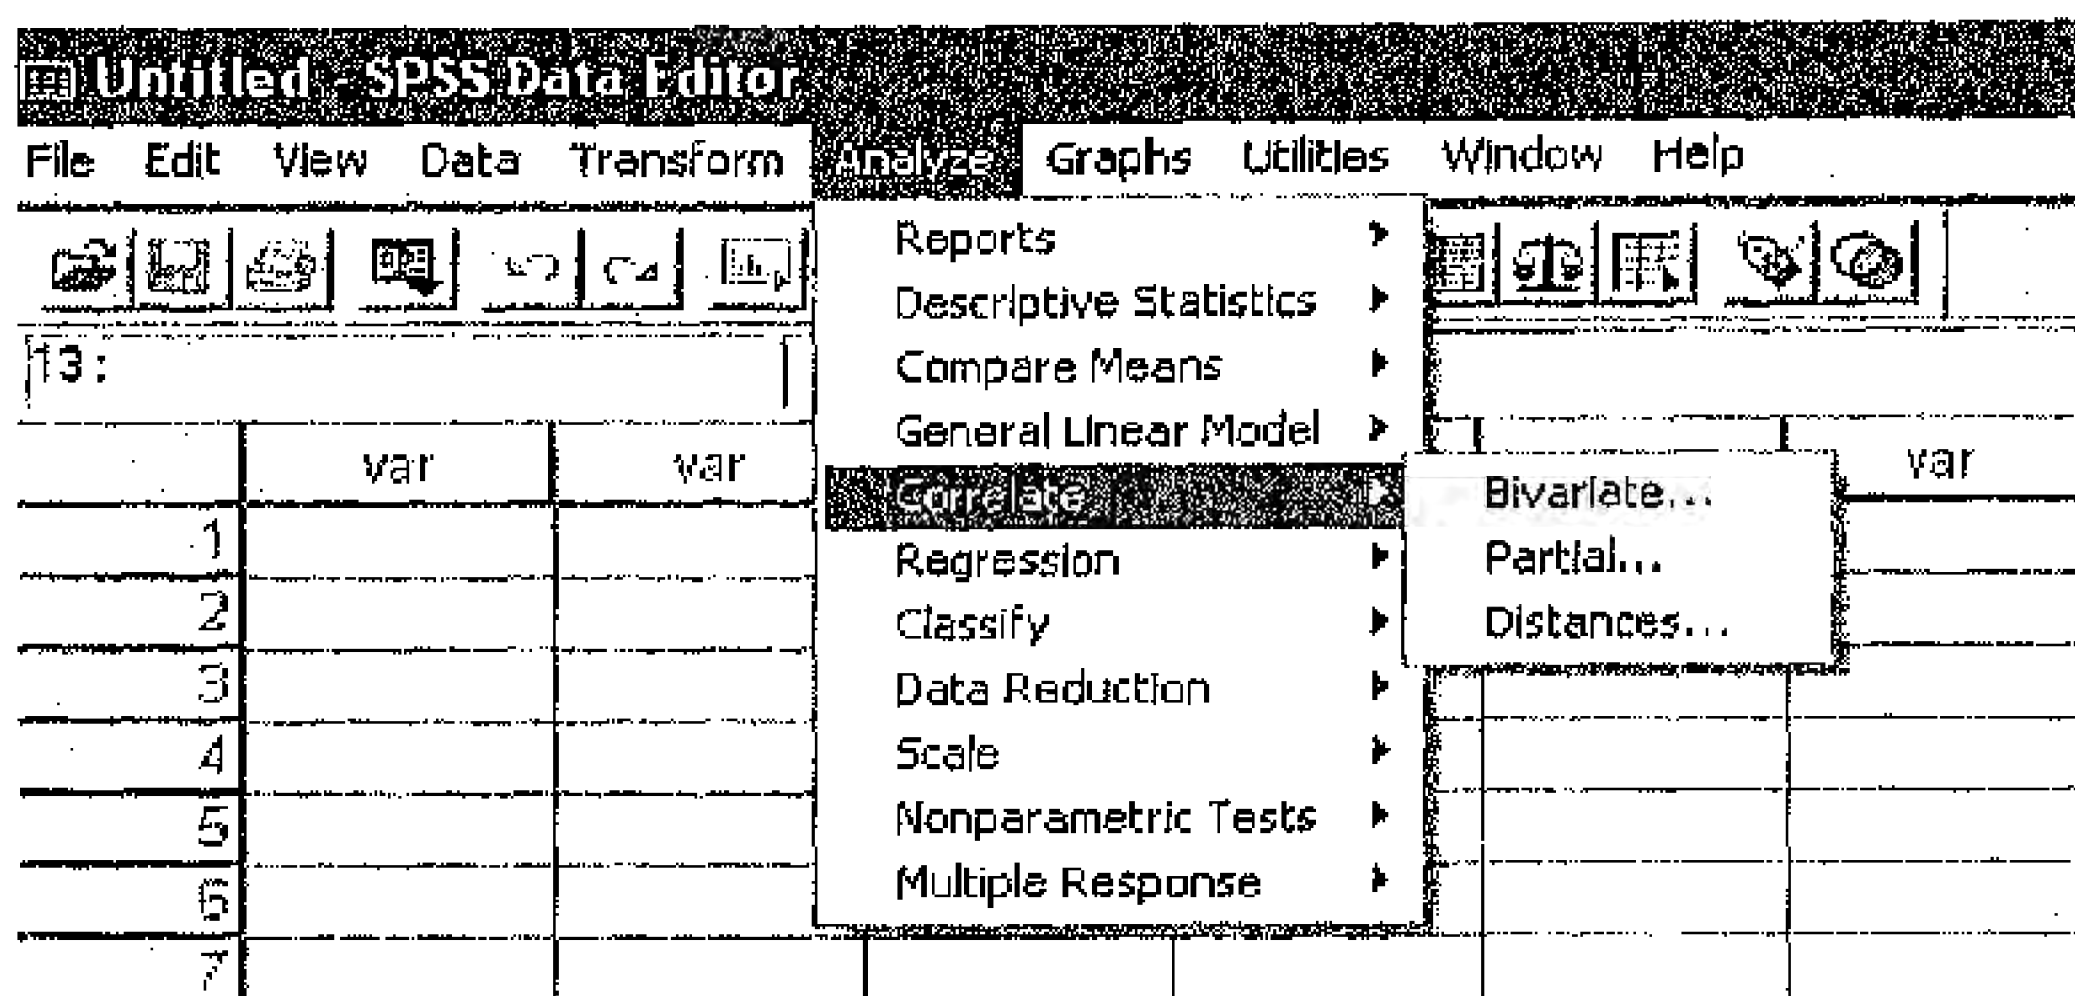 Untitled - SPSS Data Editor
File Edit View Data Transform Analyze Graphs Utilities Window Help
13:
Reports
Descriptive Statistics
Compare Means
General Linear Model
Correlate
Regression
Classify
Data Reduction
Scale
Nonparametric Tests
Multiple Response
Bivariate...
Partial...
Distances...
var var var
1
2
3
4
5
6
7